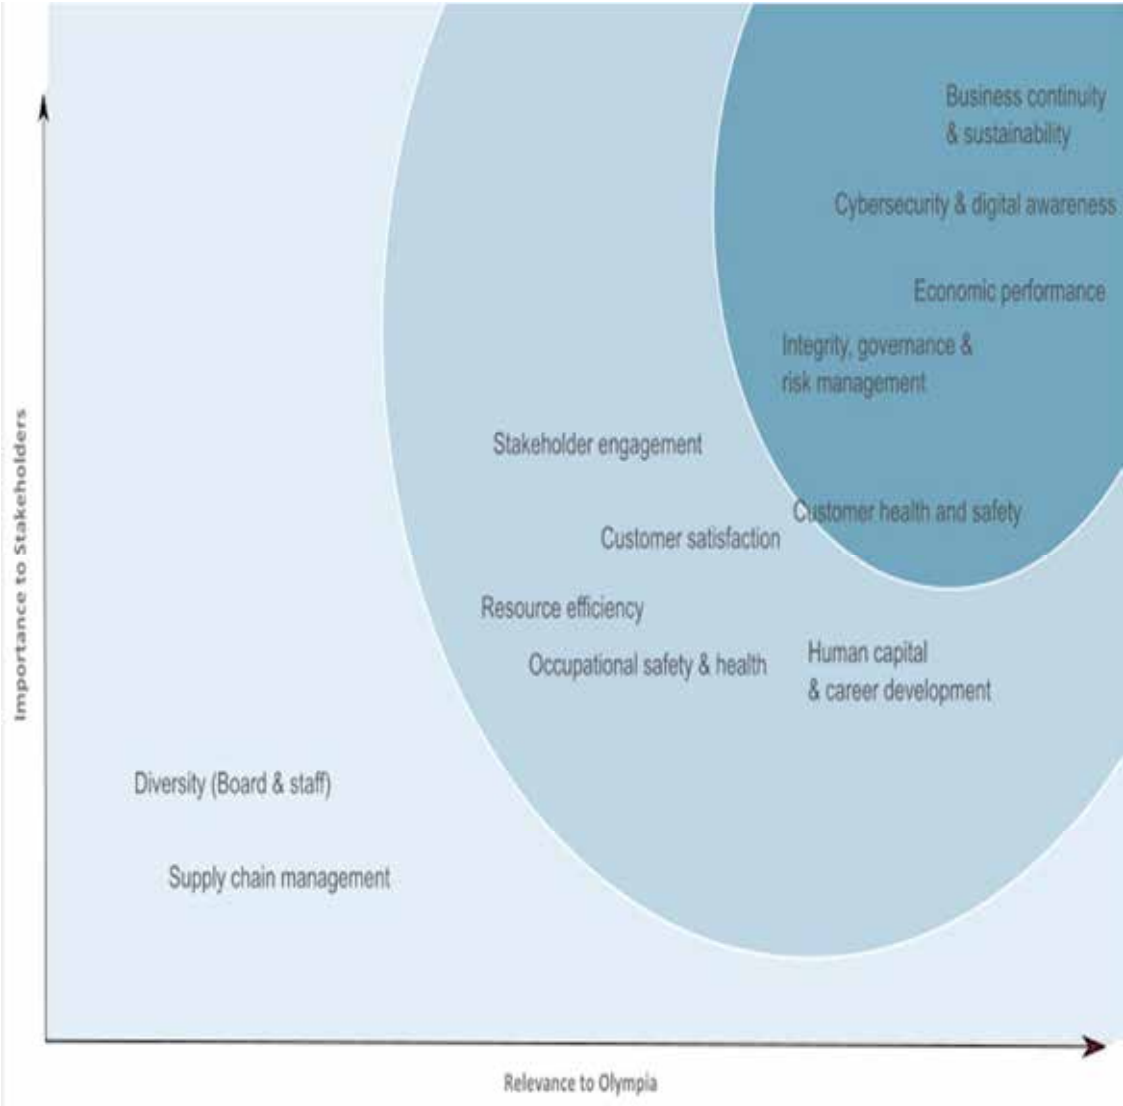 Business continuity
& sustainability
Cybersecurity & digital awareness
Economic performance
Integrity, governance &
risk management
Stakeholder engagement
Customer health and safety
Customer satisfaction
Resource efficiency
Occupational safety & health
Human capital
& career development
Diversity (Board & staff)
Supply chain management
Importance to Stakeholders
Relevance to Olympia